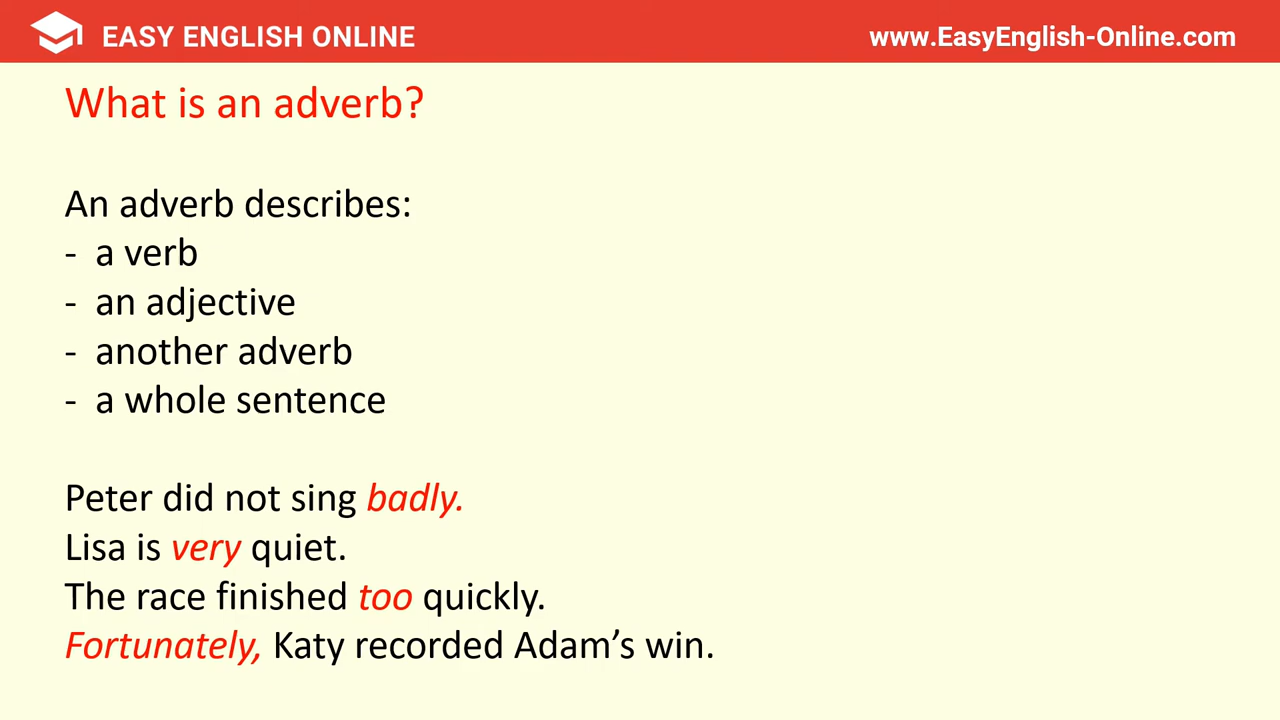 EASY ENGLISH ONLINE
www.EasyEnglish-Online.com
What is an adverb?
An adverb describes:
- a verb
- an adjective
- another adverb
- a whole sentence
Peter did not sing badly.
Lisa is very quiet.
The race finished too quickly.
Fortunately, Katy recorded Adam’s win.